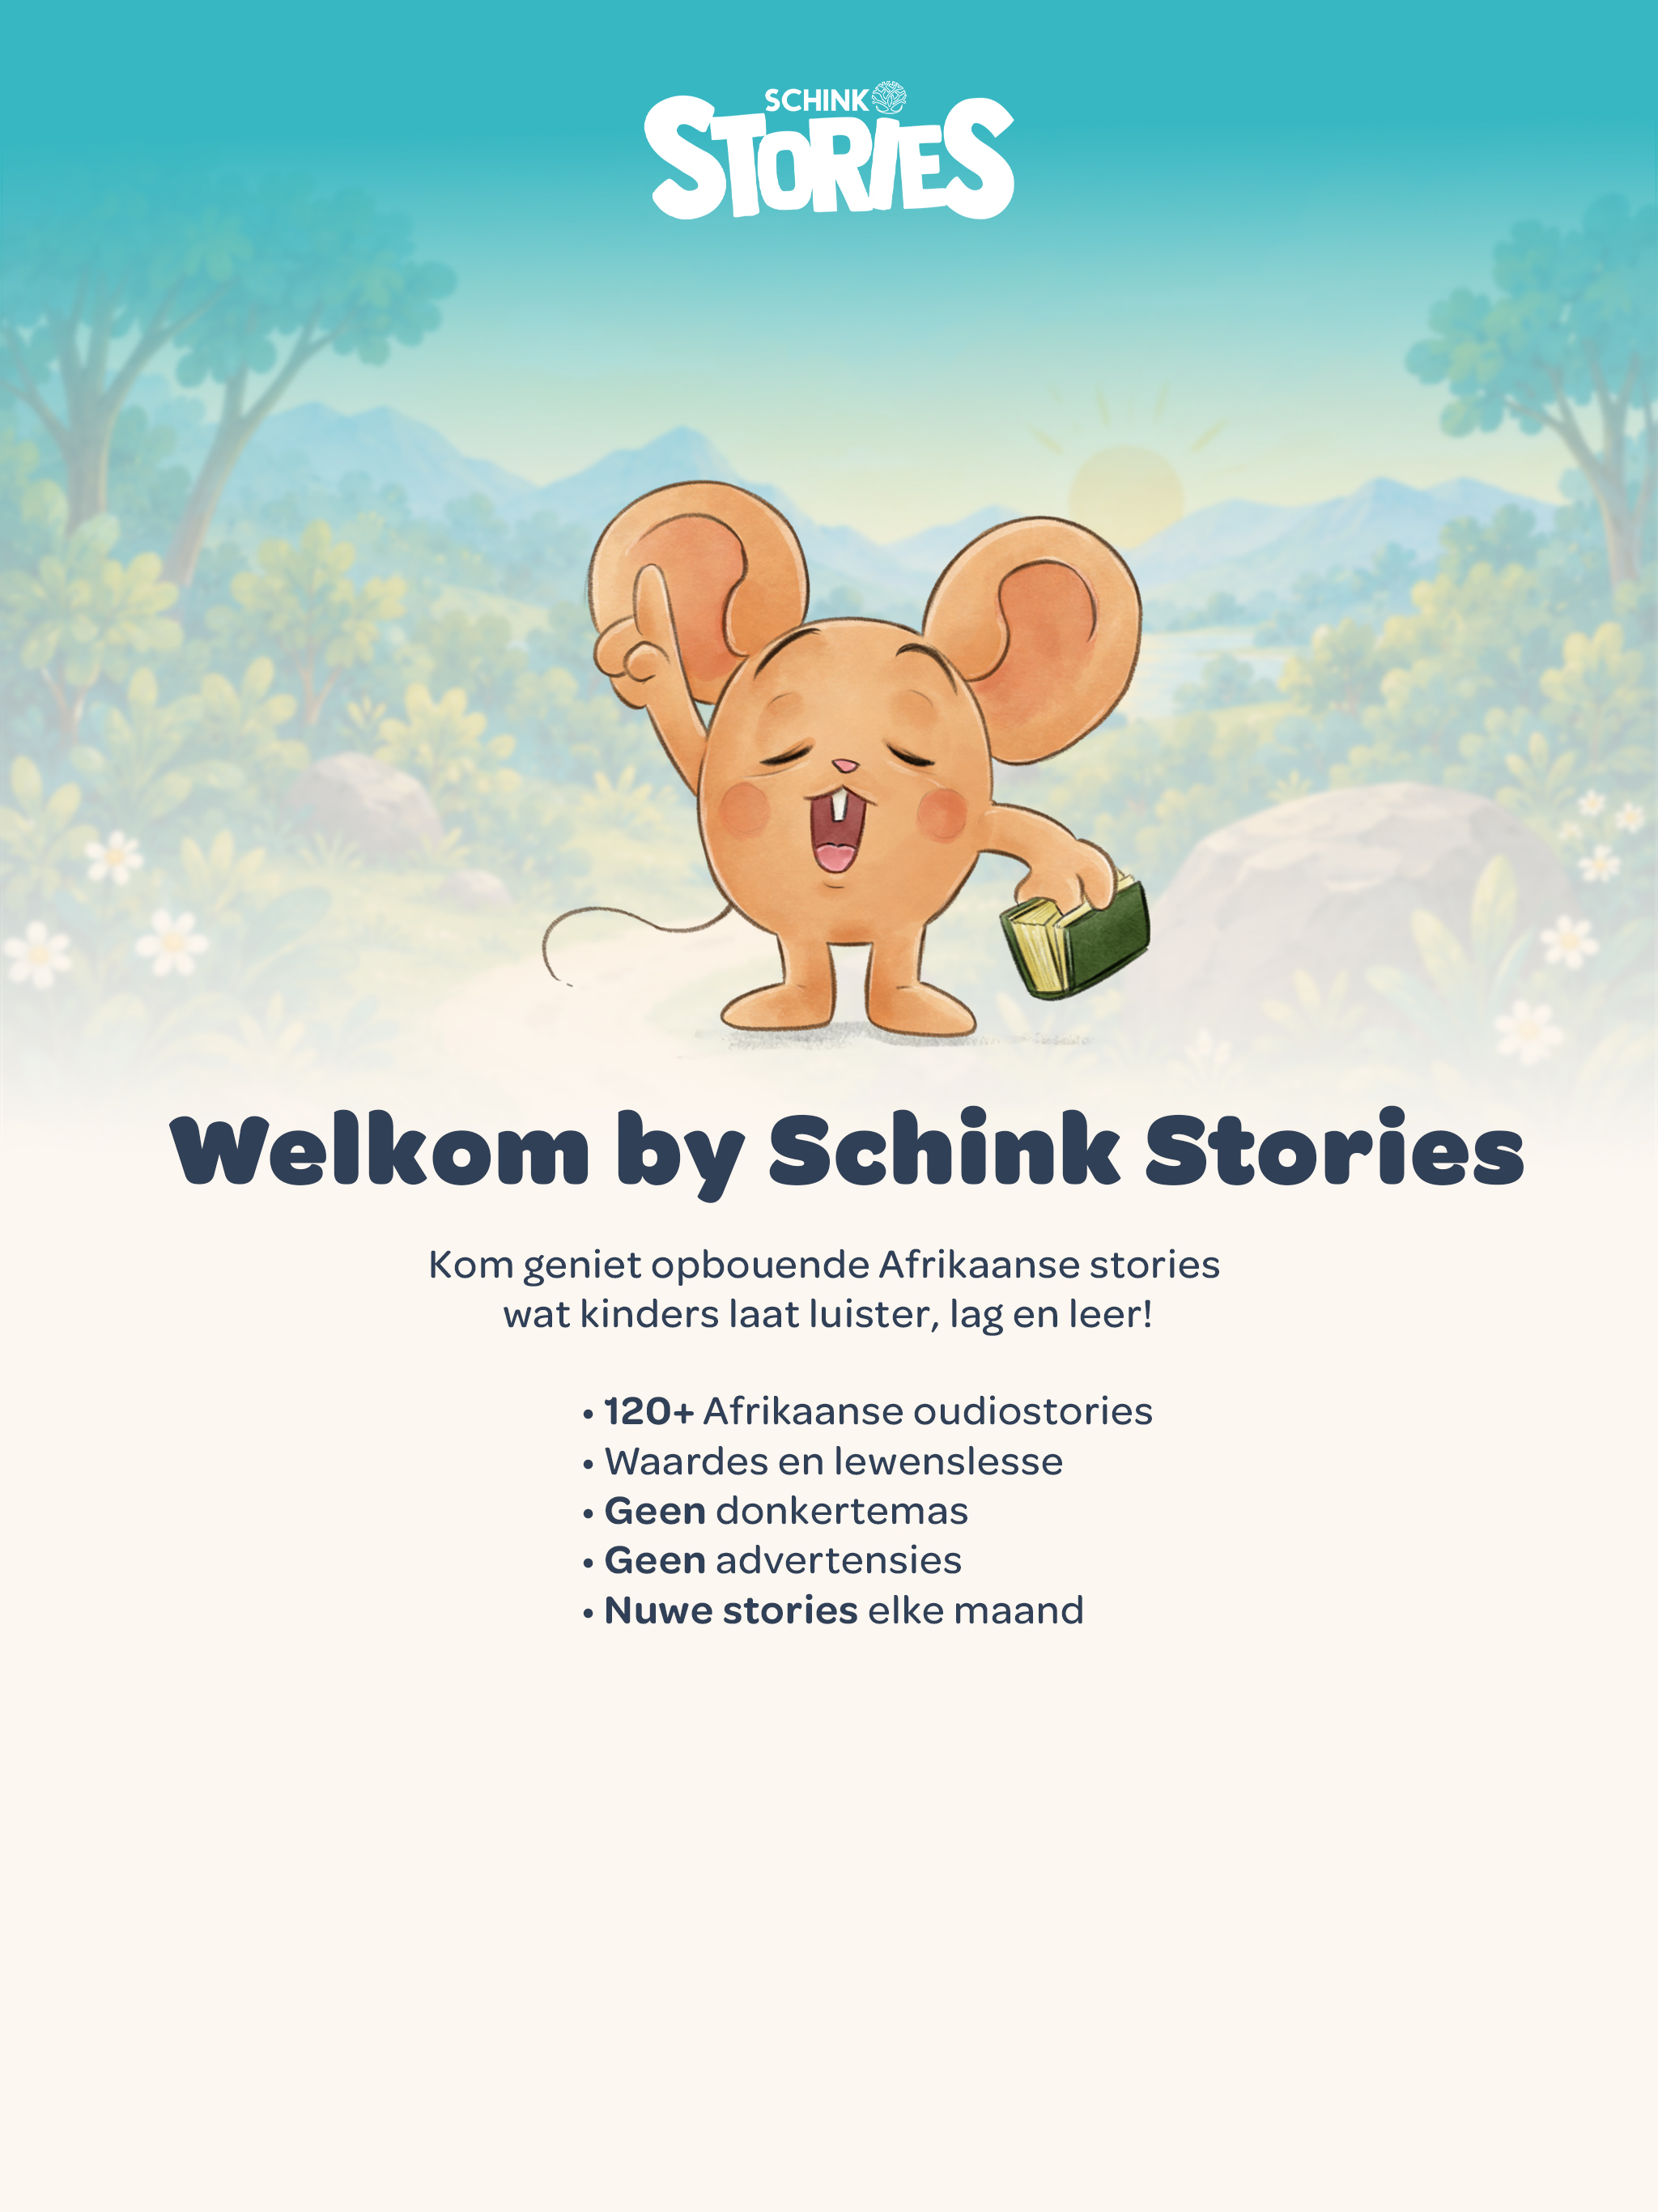 SCHINK
STORIES
Welkom by Schink Stories
Kom geniet opbouende Afrikaanse stories
wat kinders laat luister, lag en leer!
• 120+ Afrikaanse oudiostories
• Waardes en lewenslesse
• Geen donkertemas
• Geen advertensies
• Nuwe stories elke maand